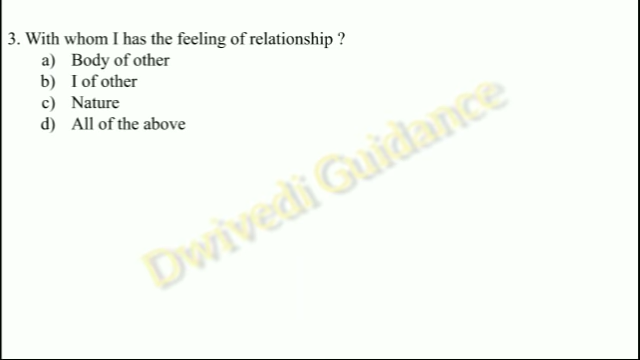 3. With whom I has the feeling of relationship ?
a) Body of other
b) I of other
c) Nature
d) All of the above
Dwivedi Guidance